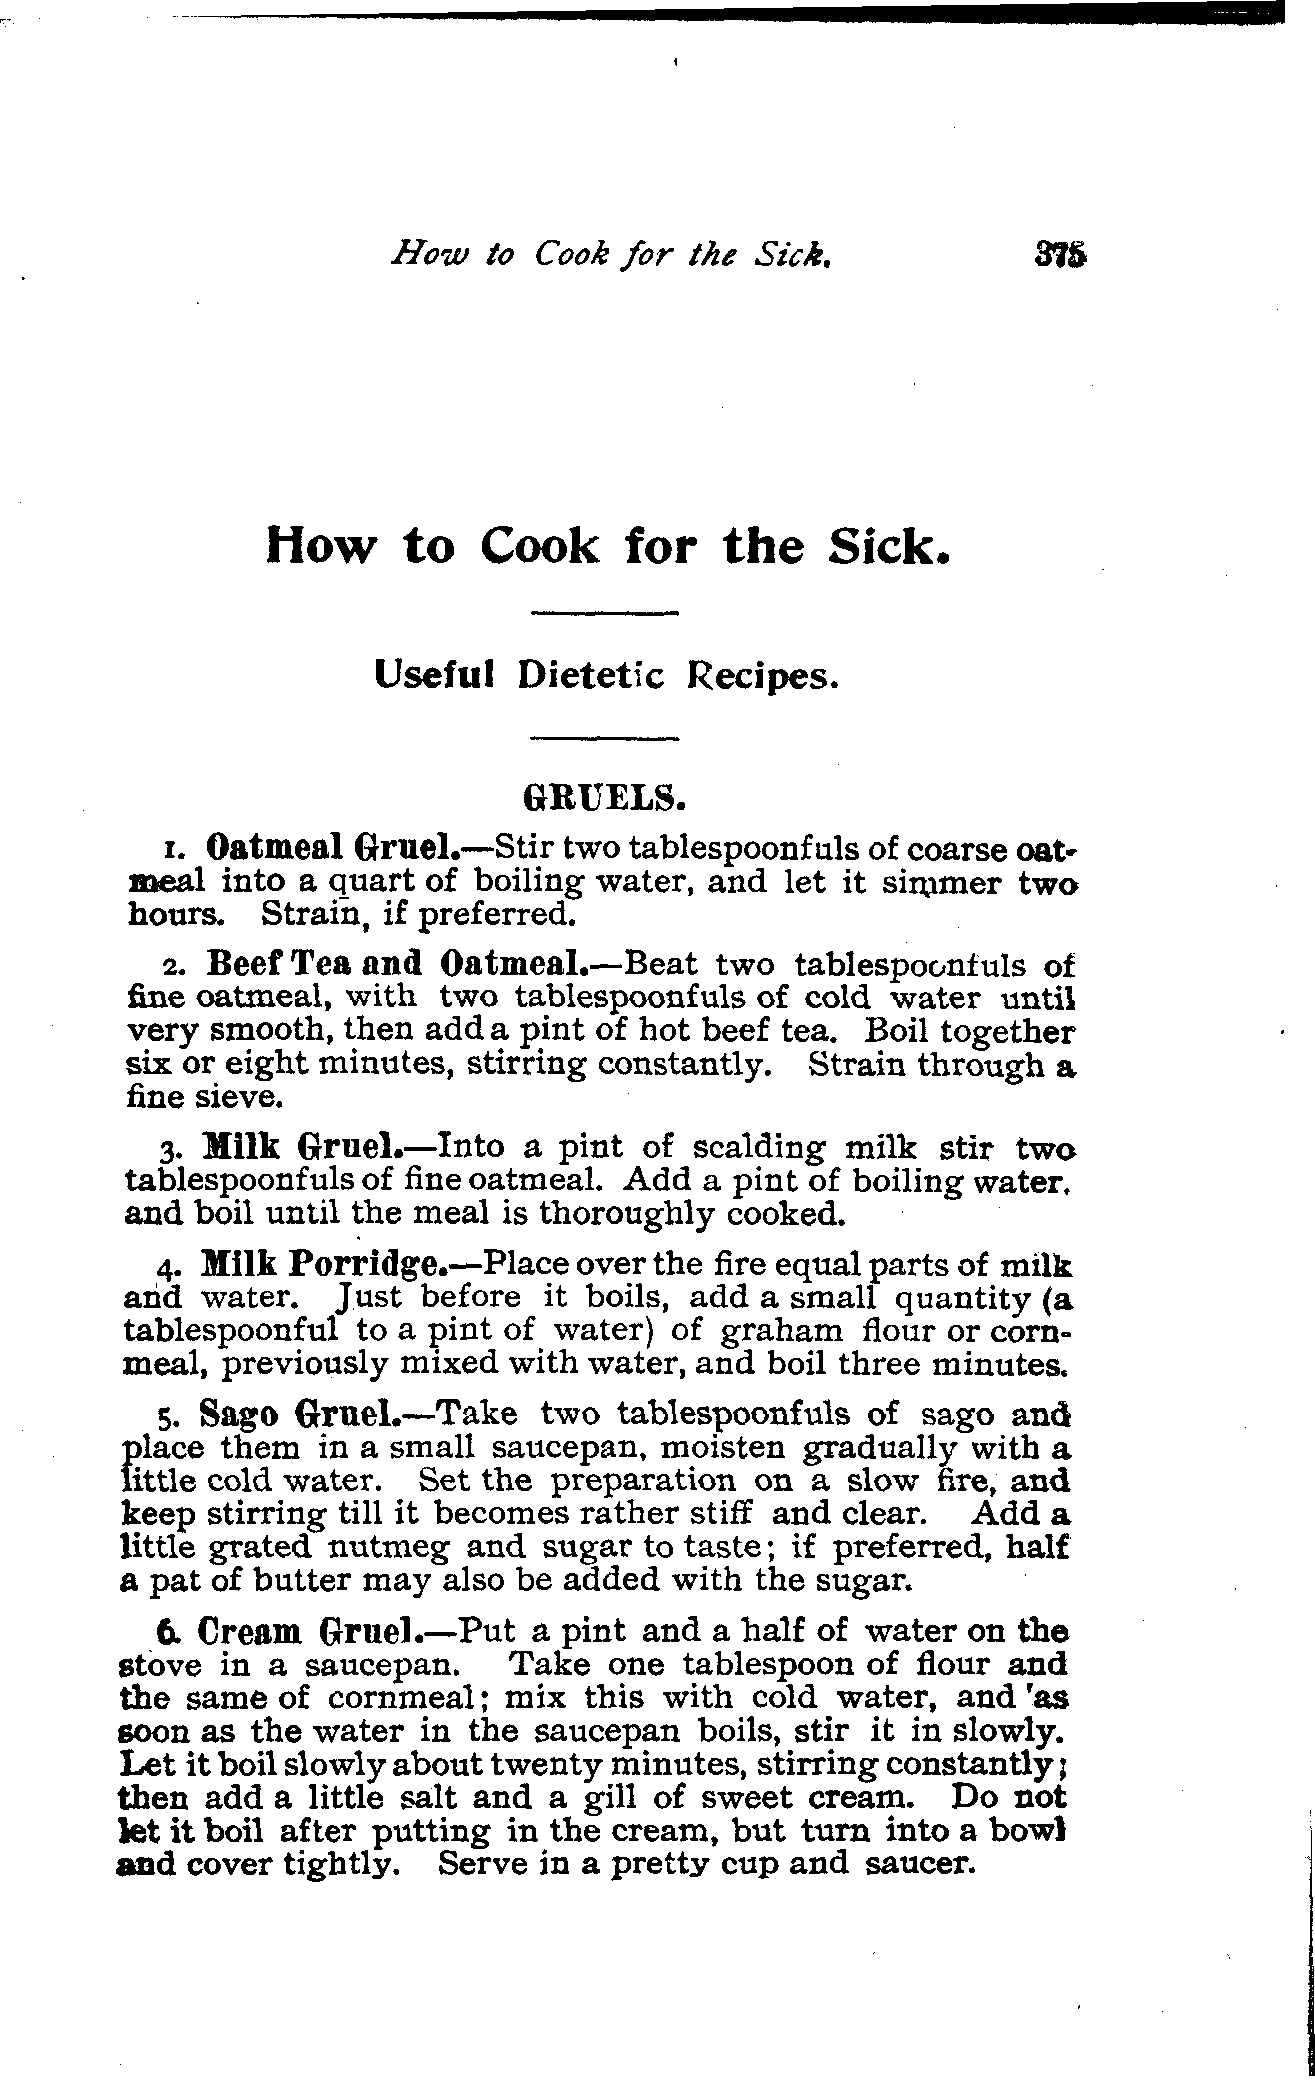 How to Cook for the Sick. 375
How to Cook for the Sick.
Useful Dietetic Recipes.
GRUELS.
1. Oatmeal Gruel.—Stir two tablespoonfuls of coarse oat-
meal into a quart of boiling water, and let it simmer two
hours. Strain, if preferred.
2. Beef Tea and Oatmeal.—Beat two tablespoonfuls of
fine oatmeal, with two tablespoonfuls of cold water until
very smooth, then add a pint of hot beef tea. Boil together
six or eight minutes, stirring constantly. Strain through a
fine sieve.
3. Milk Gruel.—Into a pint of scalding milk stir two
tablespoonfuls of fine oatmeal. Add a pint of boiling water.
and boil until the meal is thoroughly cooked.
4. Milk Porridge.—Place over the fire equal parts of milk
and water. Just before it boils, add a small quantity (a
tablespoonful to a pint of water) of graham flour or corn-
meal, previously mixed with water, and boil three minutes.
5. Sago Gruel.—Take two tablespoonfuls of sago and
place them in a small saucepan, moisten gradually with a
little cold water. Set the preparation on a slow fire, and
keep stirring till it becomes rather stiff and clear. Add a
little grated nutmeg and sugar to taste; if preferred, half
a pat of butter may also be added with the sugar.
6. Cream Gruel.—Put a pint and a half of water on the
stove in a saucepan. Take one tablespoon of flour and
the same of cornmeal; mix this with cold water, and as
soon as the water in the saucepan boils, stir it in slowly.
Let it boil slowly about twenty minutes, stirring constantly;
then add a little salt and a gill of sweet cream. Do not
let it boil after putting in the cream, but turn into a bowl
and cover tightly. Serve in a pretty cup and saucer.